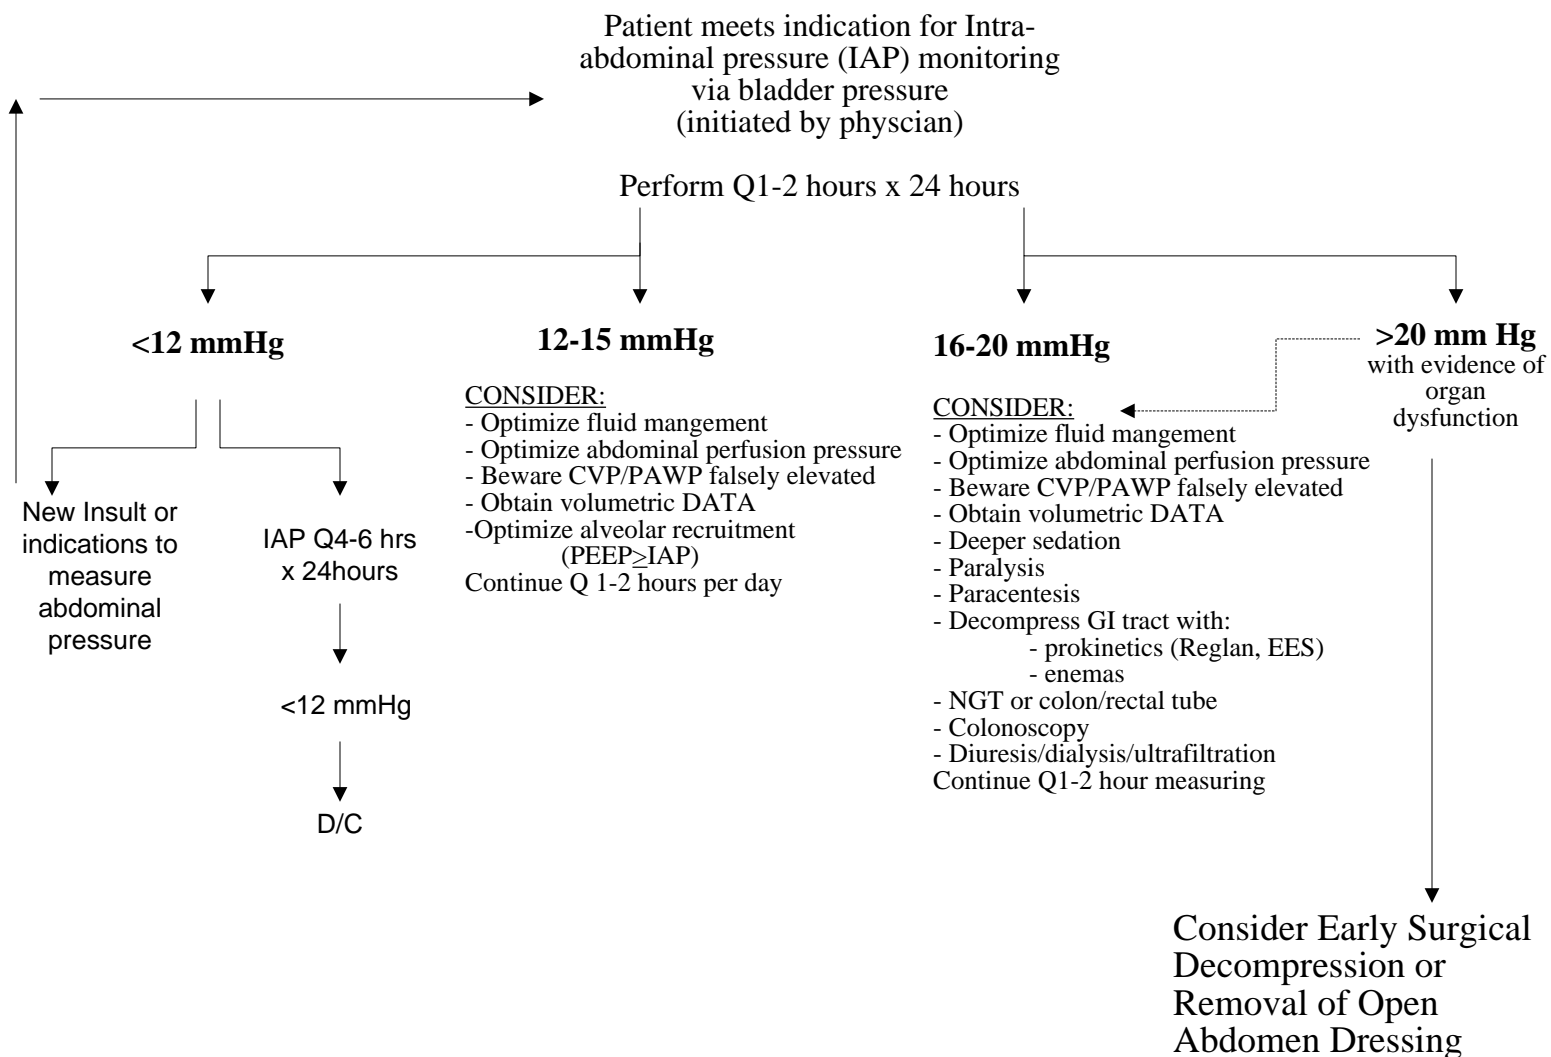 Patient meets indication for Intra-
abdominal pressure (IAP) monitoring
via bladder pressure
(initiated by physcian)
Perform Q1-2 hours x 24 hours
<12 mmHg
New Insult or
indications to
measure
abdominal
pressure
IAP Q4-6 hrs
x 24hours
<12 mmHg
D/C
12-15 mmHg
CONSIDER:
- Optimize fluid mangement
- Optimize abdominal perfusion pressure
- Beware CVP/PAWP falsely elevated
- Obtain volumetric DATA
-Optimize alveolar recruitment
(PEEP≥IAP)
Continue Q 1-2 hours per day
16-20 mmHg
CONSIDER:
- Optimize fluid mangement
- Optimize abdominal perfusion pressure
- Beware CVP/PAWP falsely elevated
- Obtain volumetric DATA
- Deeper sedation
- Paralysis
- Paracentesis
- Decompress GI tract with:
- prokinetics (Reglan, EES)
- enemas
- NGT or colon/rectal tube
- Colonoscopy
- Diuresis/dialysis/ultrafiltration
Continue Q1-2 hour measuring
>20 mm Hg
with evidence of
organ
dysfunction
Consider Early Surgical
Decompression or
Removal of Open
Abdomen Dressing